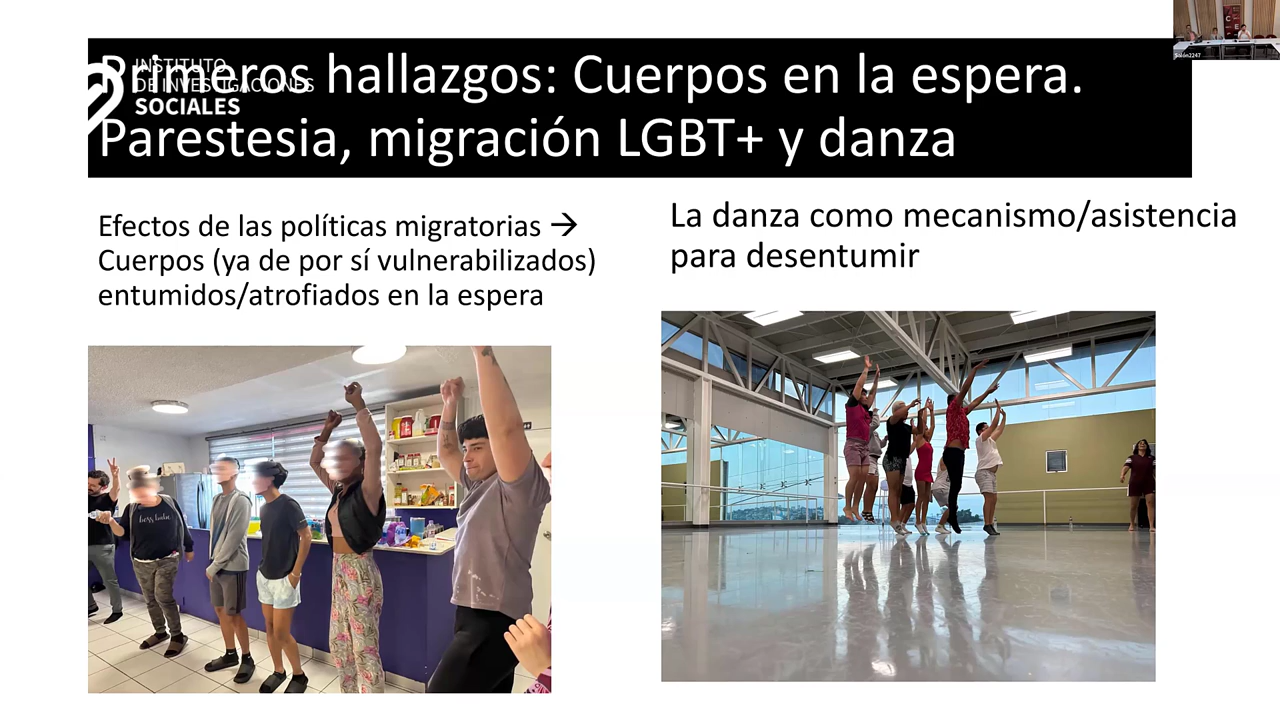 Primeros hallazgos: Cuerpos en la espera.
Parestesia, migración LGBT+ y danza
INSTITUTO
DE INVESTIGACIONES
SOCIALES
Efectos de las políticas migratorias →
Cuerpos (ya de por sí vulnerabilizados)
entumidos/atrofiados en la espera
La danza como mecanismo/asistencia
para desentumir
Salón2247